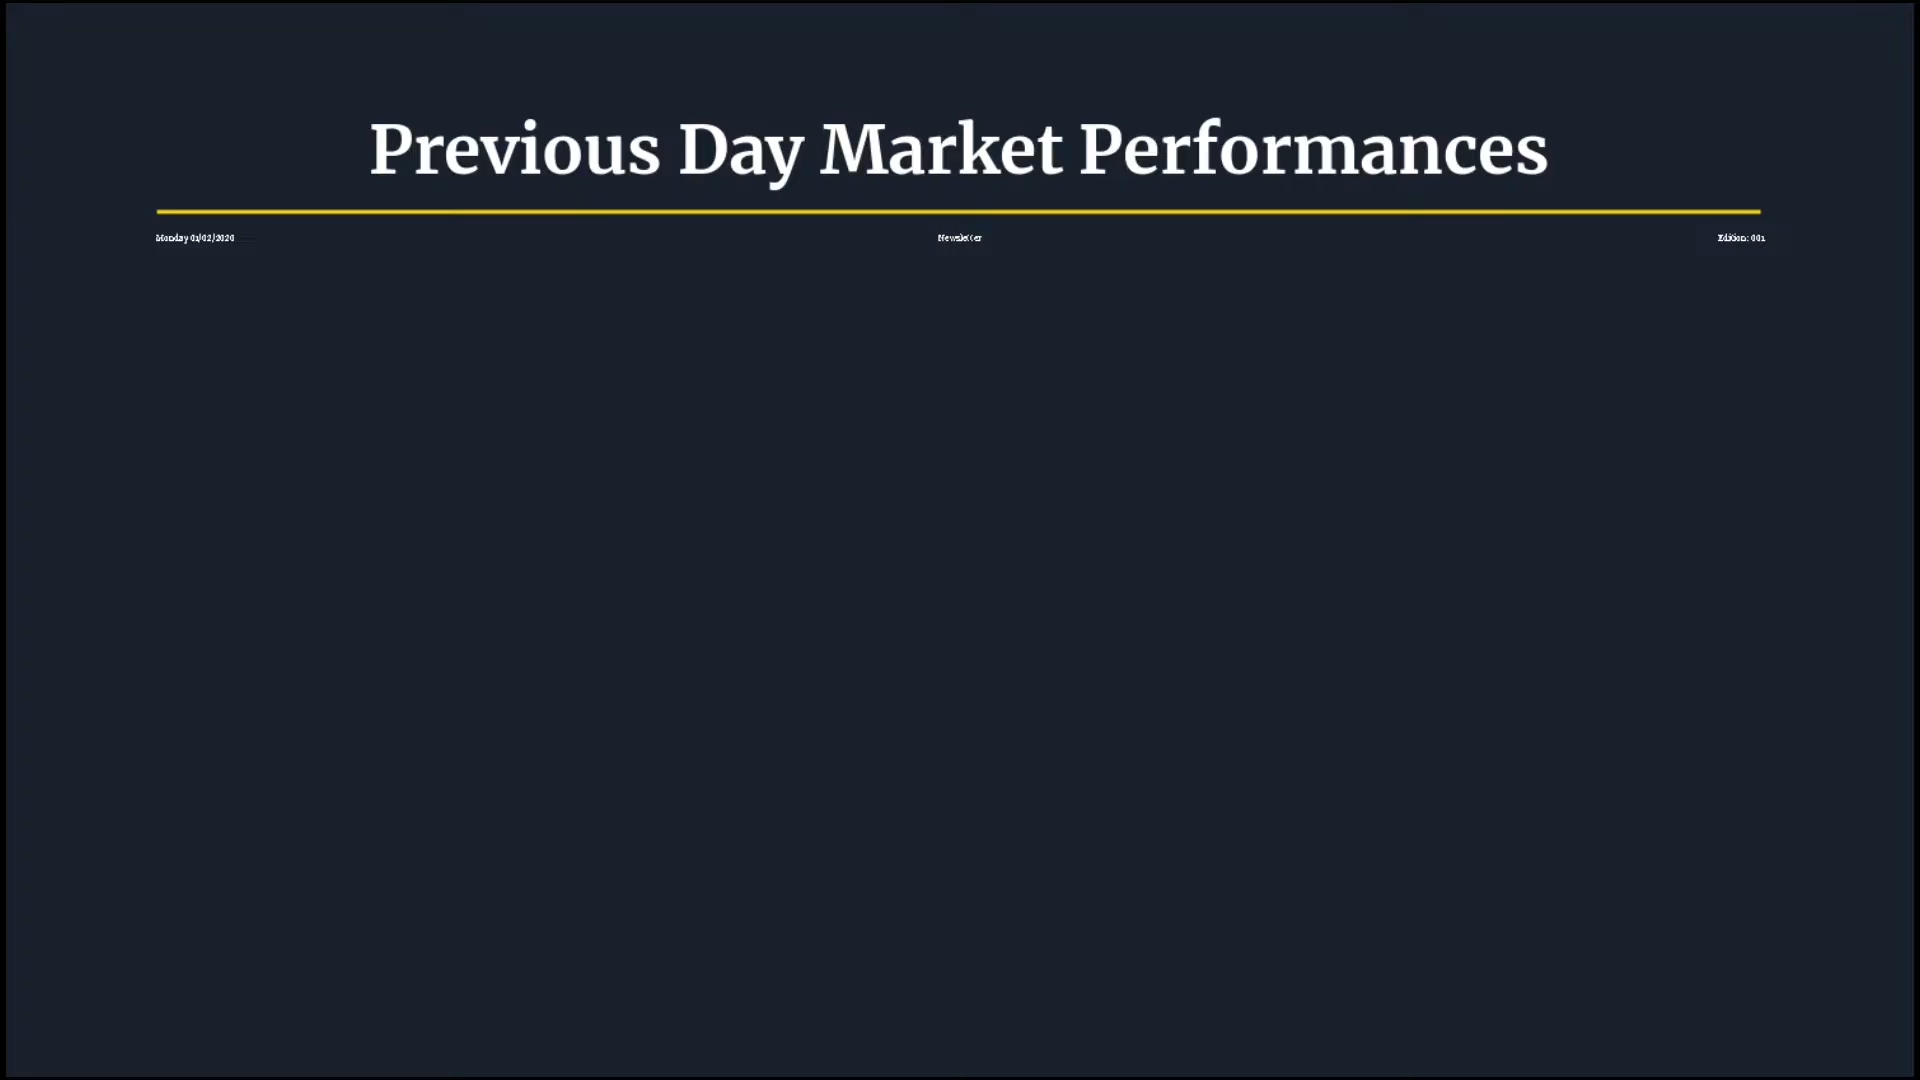 Previous Day Market Performances
Monday 01/02/2020 Newsletter Edition: 001